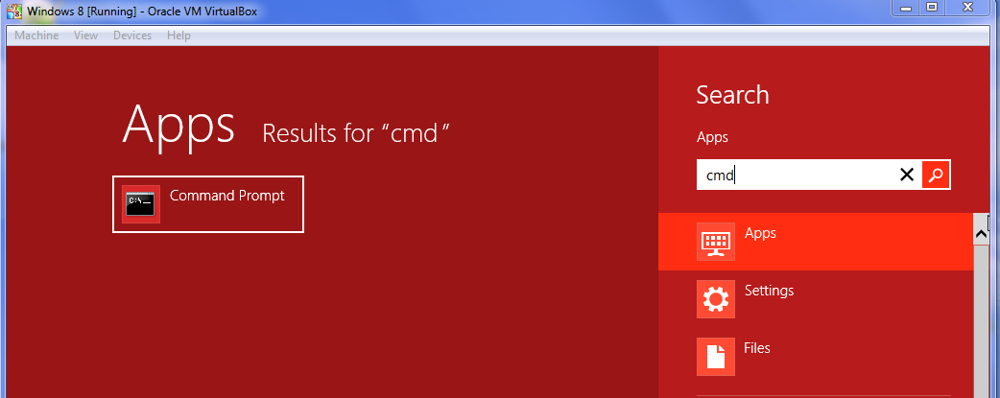 Windows 8 [Running] - Oracle VM VirtualBox
Machine View Devices Help
Apps Results for “cmd”
C:\_
Command Prompt
Search
Apps
cmd
Apps
Settings
Files